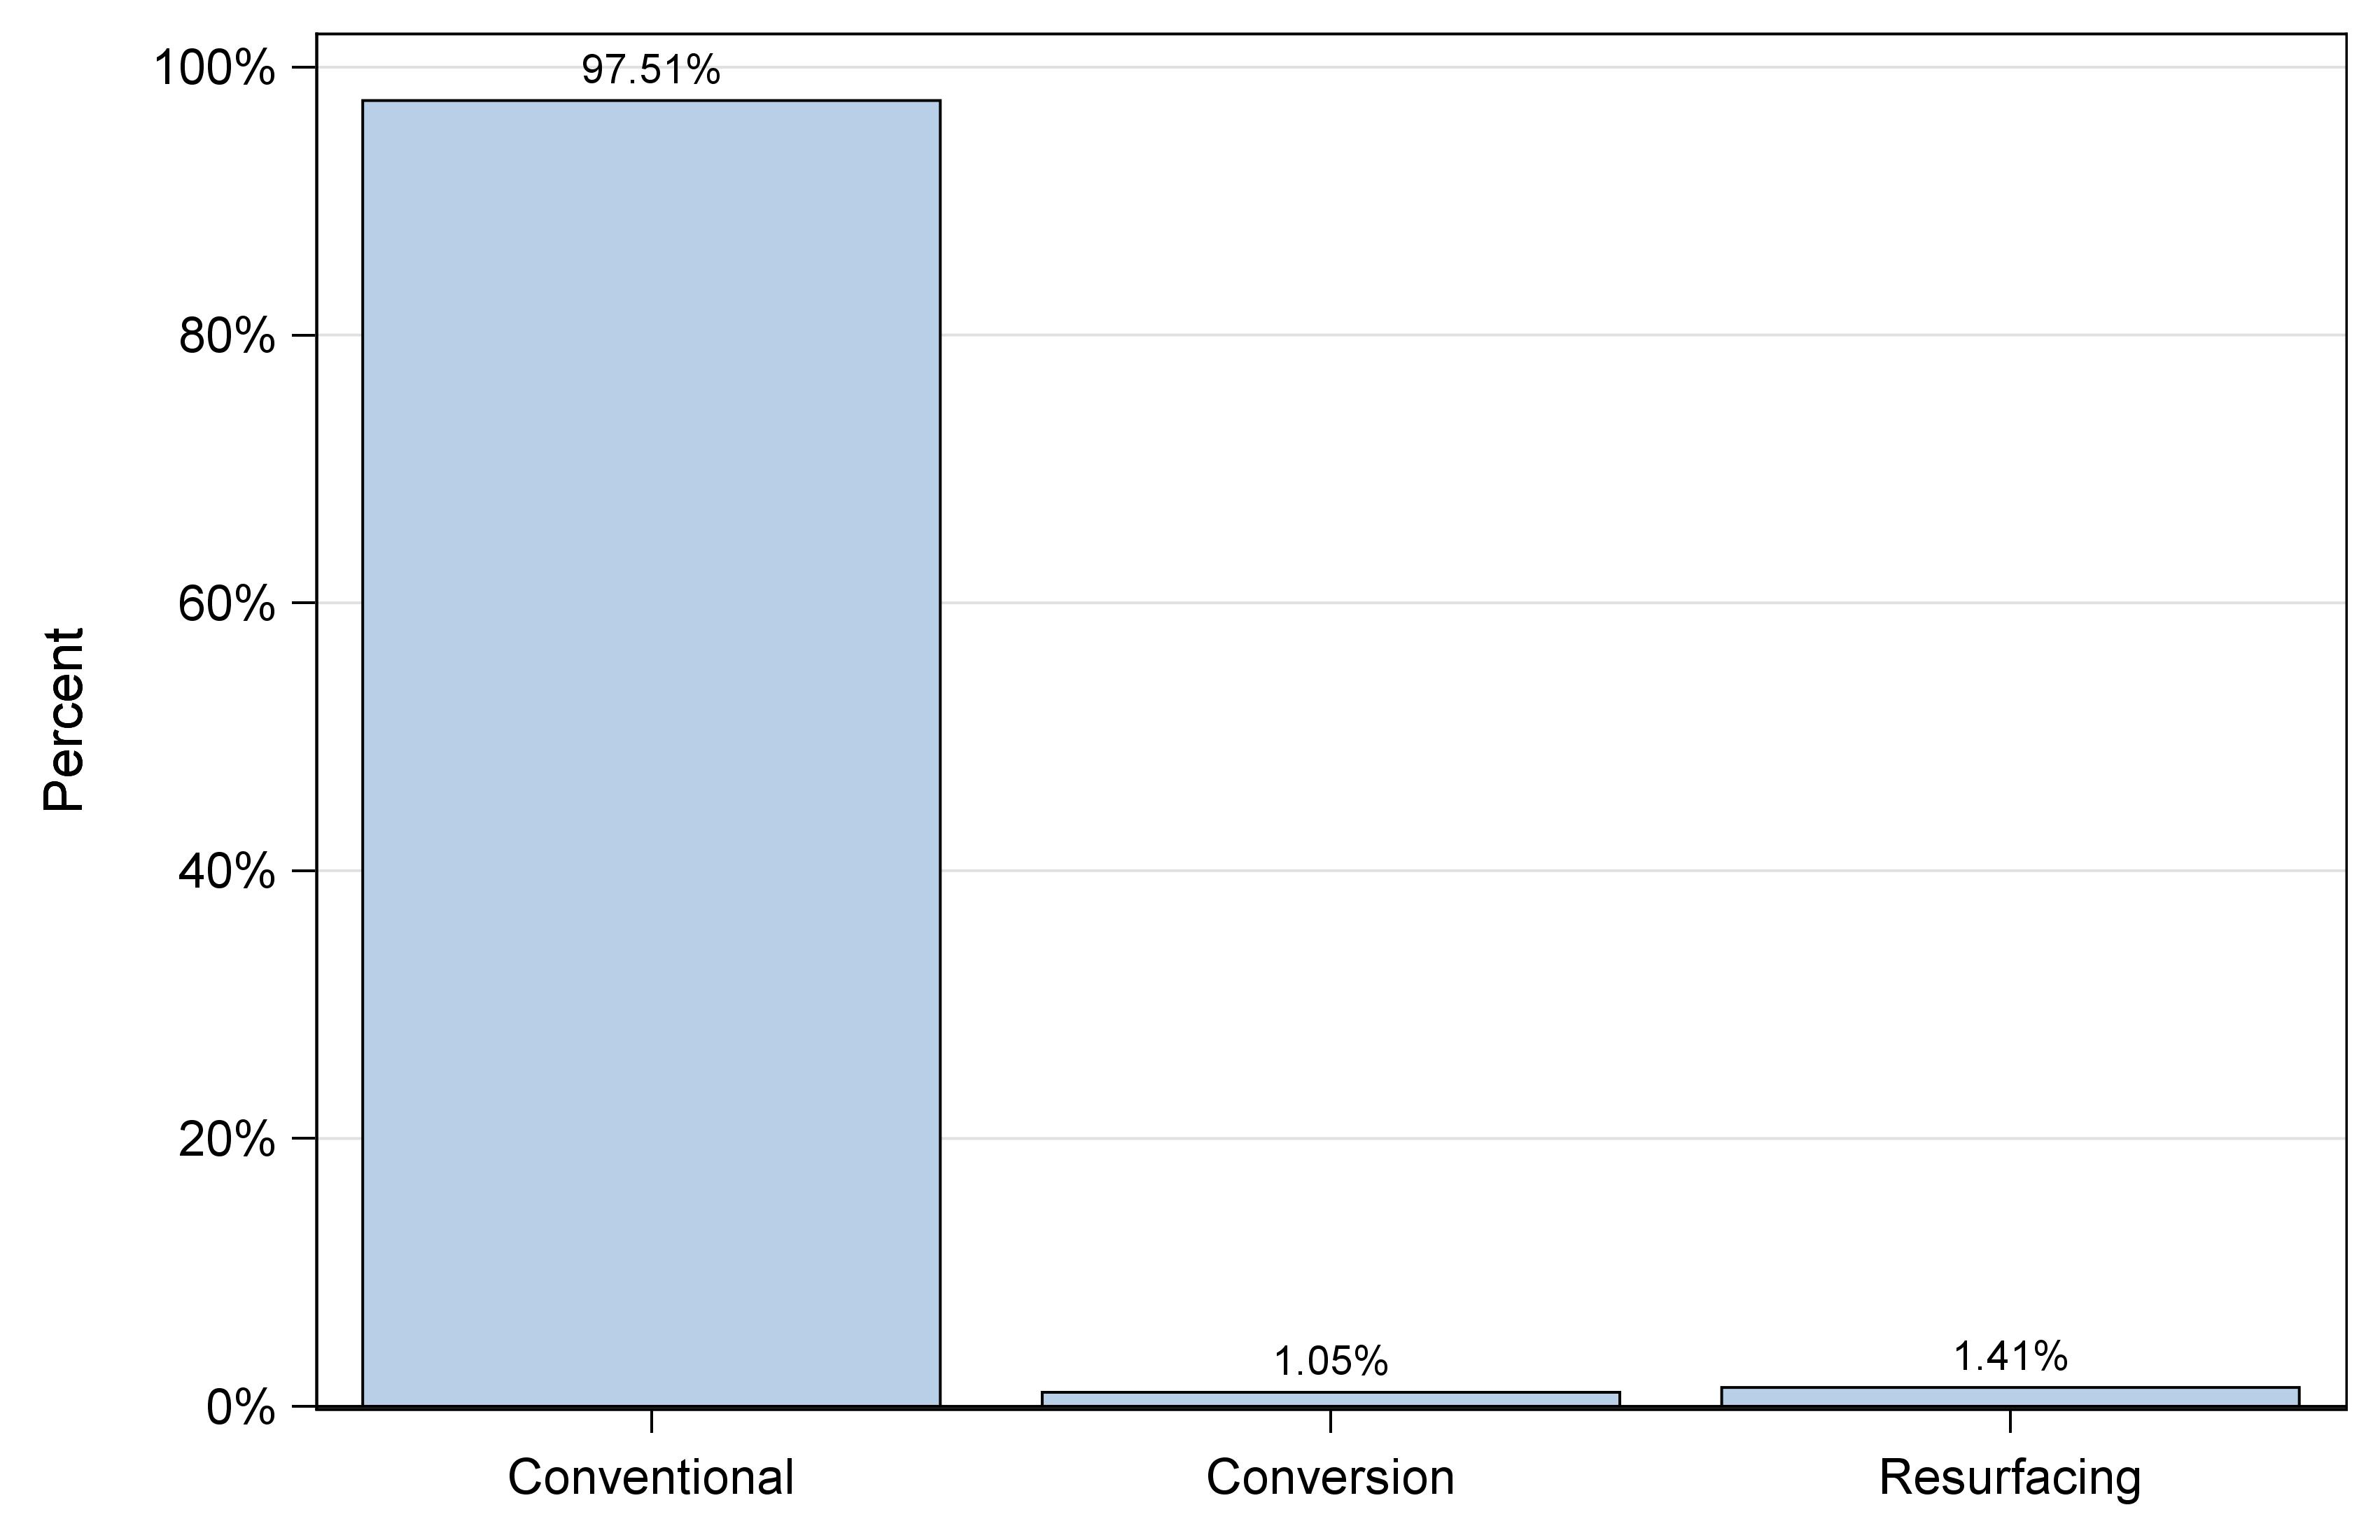 Percent
100%
80%
60%
40%
20%
0%
97.51%
1.05%
1.41%
Conventional
Conversion
Resurfacing